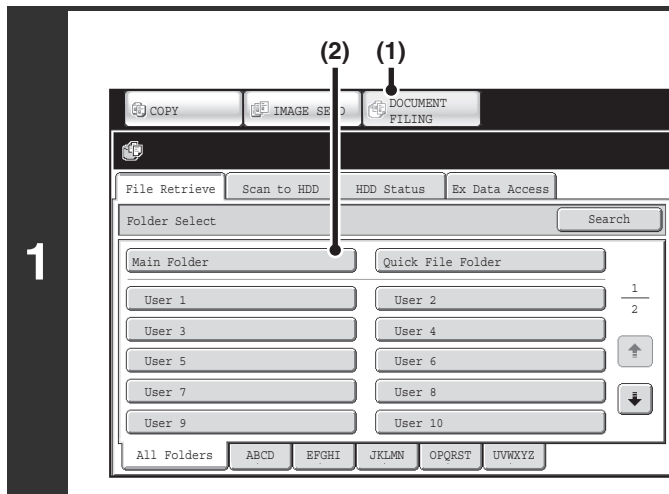 1
(2) (1)
COPY
IMAGE SEND
DOCUMENT
FILING
File Retrieve Scan to HDD HDD Status Ex Data Access
Folder Select Search
Main Folder Quick File Folder
User 1 User 2
1
2
User 3 User 4
User 5 User 6
User 7 User 8
User 9 User 10
All Folders ABCD EFGHI JKLMN OPQRST UVWXYZ